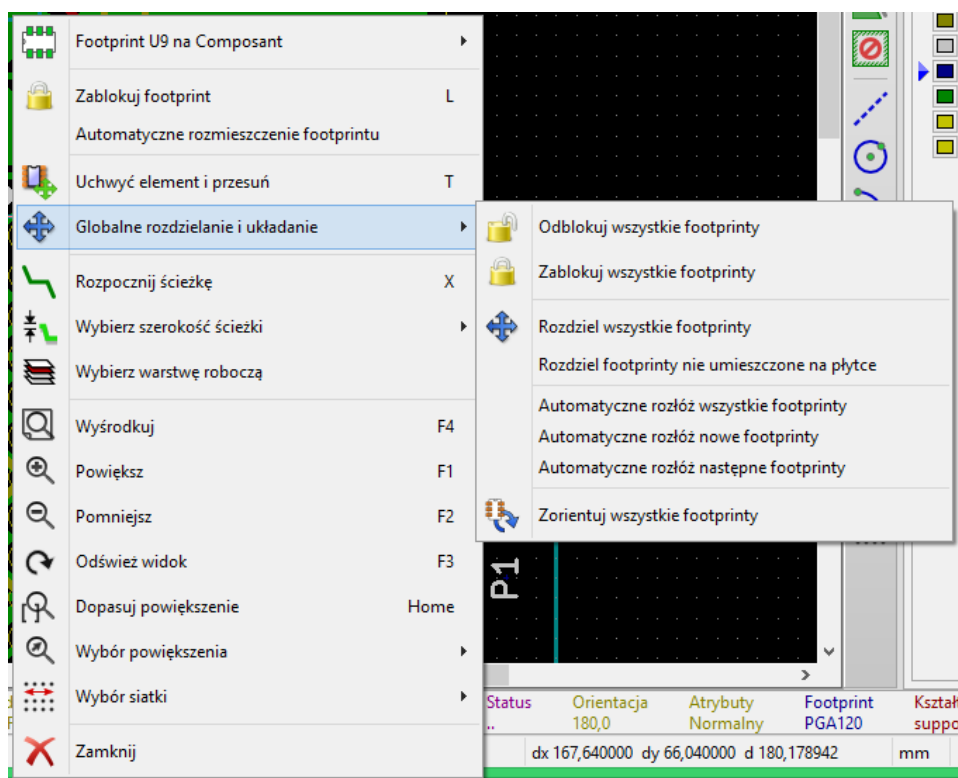 Footprint U9 na Composant
Zablokuj footprint L
Automatyczne rozmieszczenie footprintu
Uchwyć element i przesuń T
Globalne rozdzielanie i układanie
Rozpocznij ścieżkę X
Wybierz szerokość ścieżki
Wybierz warstwę roboczą
Wyśrodkuj F4
Powiększ F1
Pomniejsz F2
Odśwież widok F3
Dopasuj powiększenie Home
Wybór powiększenia
Wybór siatki
Zamknij
Odblokuj wszystkie footprinty
Zablokuj wszystkie footprinty
Rozdziel wszystkie footprinty
Rozdziel footprinty nie umieszczone na płytce
Automatyczne rozłóż wszystkie footprinty
Automatyczne rozłóż nowe footprinty
Automatyczne rozłóż następne footprinty
Zorientuj wszystkie footprinty
P1
Status Orientacja Atrybuty Footprint
.. 180,0 Normalny PGA120
dx 167,640000 dy 66,040000 d 180,178942 mm